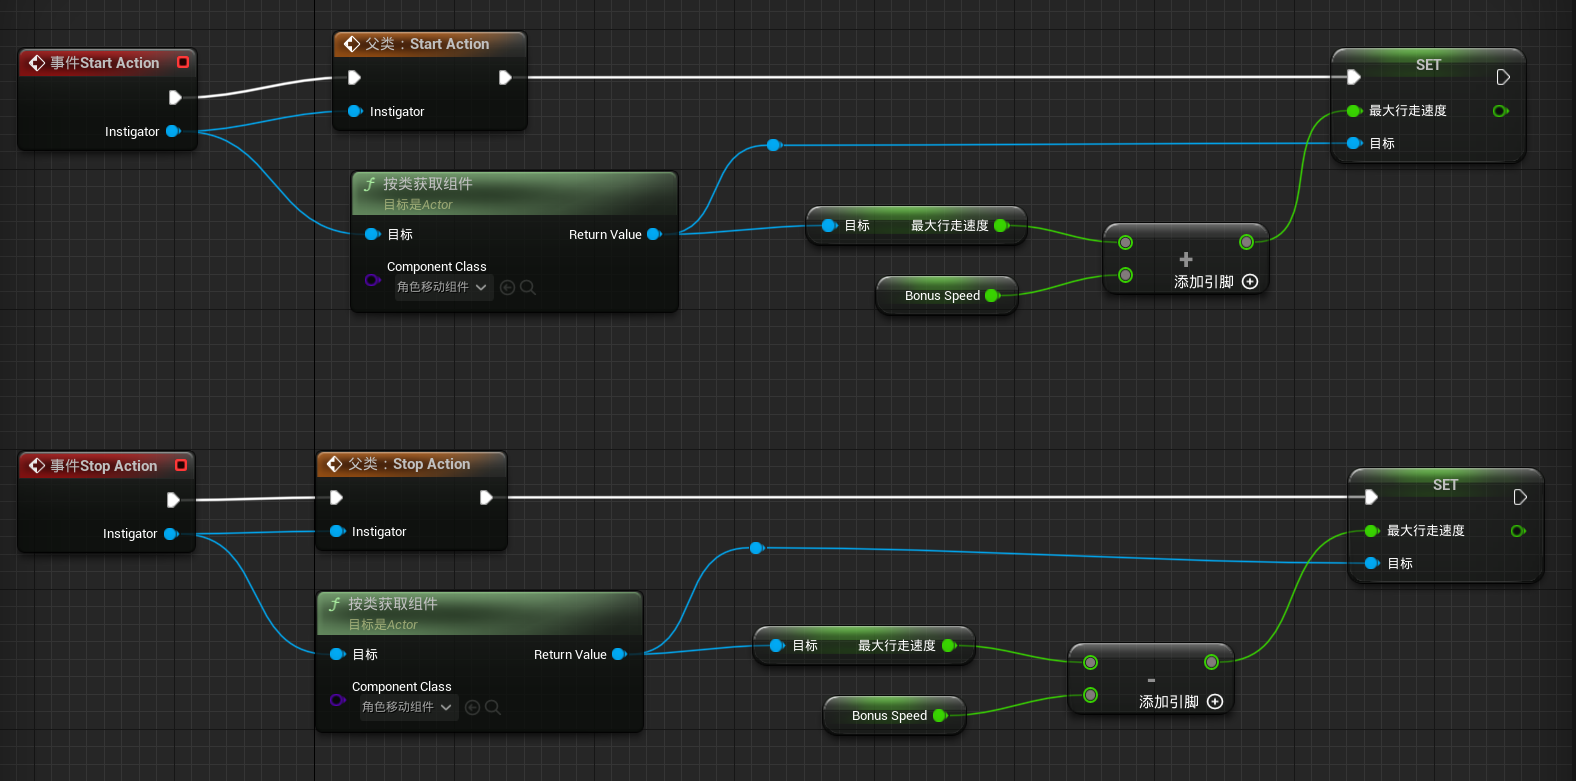 事件Start Action
Instigator
父类：Start Action
Instigator
按类获取组件
目标是Actor
目标
Return Value
Component Class
角色移动组件
目标
最大行走速度
Bonus Speed
+
添加引脚
SET
最大行走速度
目标
事件Stop Action
Instigator
父类：Stop Action
Instigator
按类获取组件
目标是Actor
目标
Return Value
Component Class
角色移动组件
目标
最大行走速度
Bonus Speed
-
添加引脚
SET
最大行走速度
目标